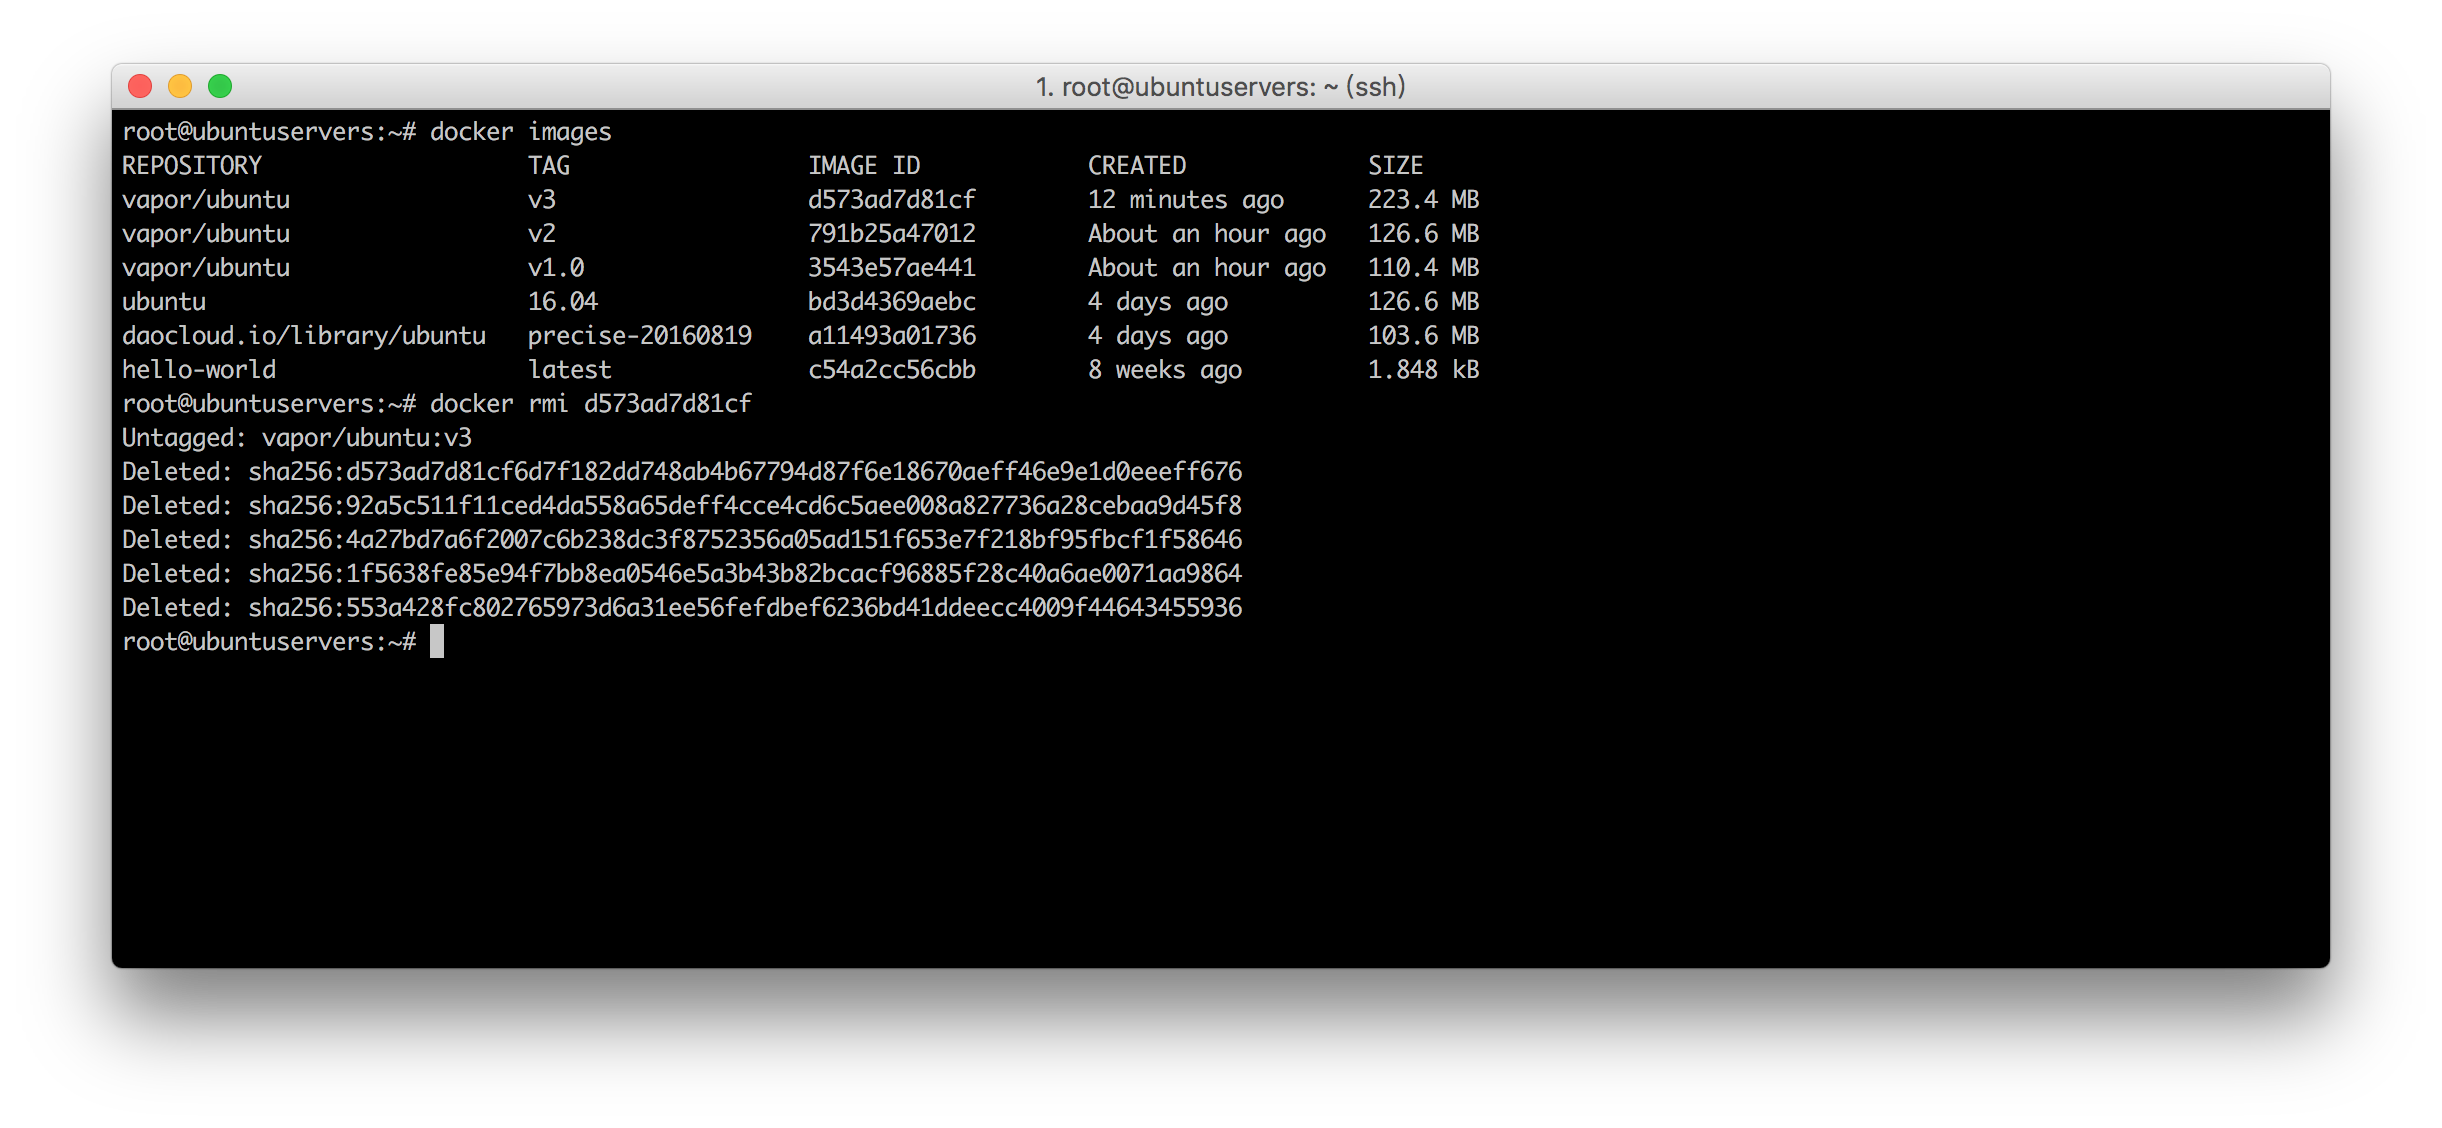 1. root@ubuntuservers: ~ (ssh)
root@ubuntuservers:~# docker images
REPOSITORY TAG IMAGE ID CREATED SIZE
vapor/ubuntu v3 d573ad7d81cf 12 minutes ago 223.4 MB
vapor/ubuntu v2 791b25a47012 About an hour ago 126.6 MB
vapor/ubuntu v1.0 3543e57ae441 About an hour ago 110.4 MB
ubuntu 16.04 bd3d4369aebc 4 days ago 126.6 MB
daocloud.io/library/ubuntu precise-20160819 a11493a01736 4 days ago 103.6 MB
hello-world latest c54a2cc56cbb 8 weeks ago 1.848 kB
root@ubuntuservers:~# docker rmi d573ad7d81cf
Untagged: vapor/ubuntu:v3
Deleted: sha256:d573ad7d81cf6d7f182dd748ab4b67794d87f6e18670aeff46e9e1d0eeeff676
Deleted: sha256:92a5c511f11ced4da558a65deff4cce4cd6c5aee008a827736a28cebaa9d45f8
Deleted: sha256:4a27bd7a6f2007c6b238dc3f8752356a05ad151f653e7f218bf95fbcf1f58646
Deleted: sha256:1f5638fe85e94f7bb8ea0546e5a3b43b82bcacf96885f28c40a6ae0071aa9864
Deleted: sha256:553a428fc802765973d6a31ee56fefdbef6236bd41ddeecc4009f44643455936
root@ubuntuservers:~#